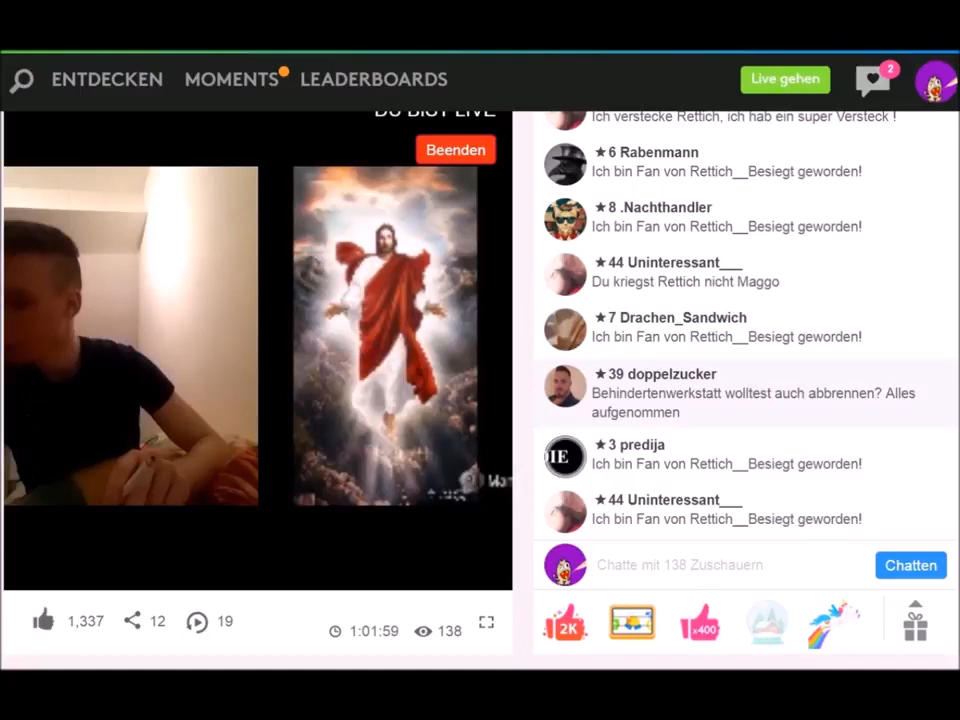 ENTDECKEN MOMENTS LEADERBOARDS Live gehen 2
DU BIST LIVE
Beenden
Ich verstecke Rettich, ich hab ein super Versteck !
★6 Rabenmann
Ich bin Fan von Rettich__Besiegt geworden!
★8 .Nachthandler
Ich bin Fan von Rettich__Besiegt geworden!
★44 Uninteressant___
Du kriegst Rettich nicht Maggo
★7 Drachen_Sandwich
Ich bin Fan von Rettich__Besiegt geworden!
★39 doppelzucker
Behindertenwerkstatt wolltest auch abbrennen? Alles
aufgenommen
DIE
★3 predija
Ich bin Fan von Rettich__Besiegt geworden!
★44 Uninteressant___
Ich bin Fan von Rettich__Besiegt geworden!
Chatte mit 138 Zuschauern Chatten
1,337 12 19 1:01:59 138
2K x400